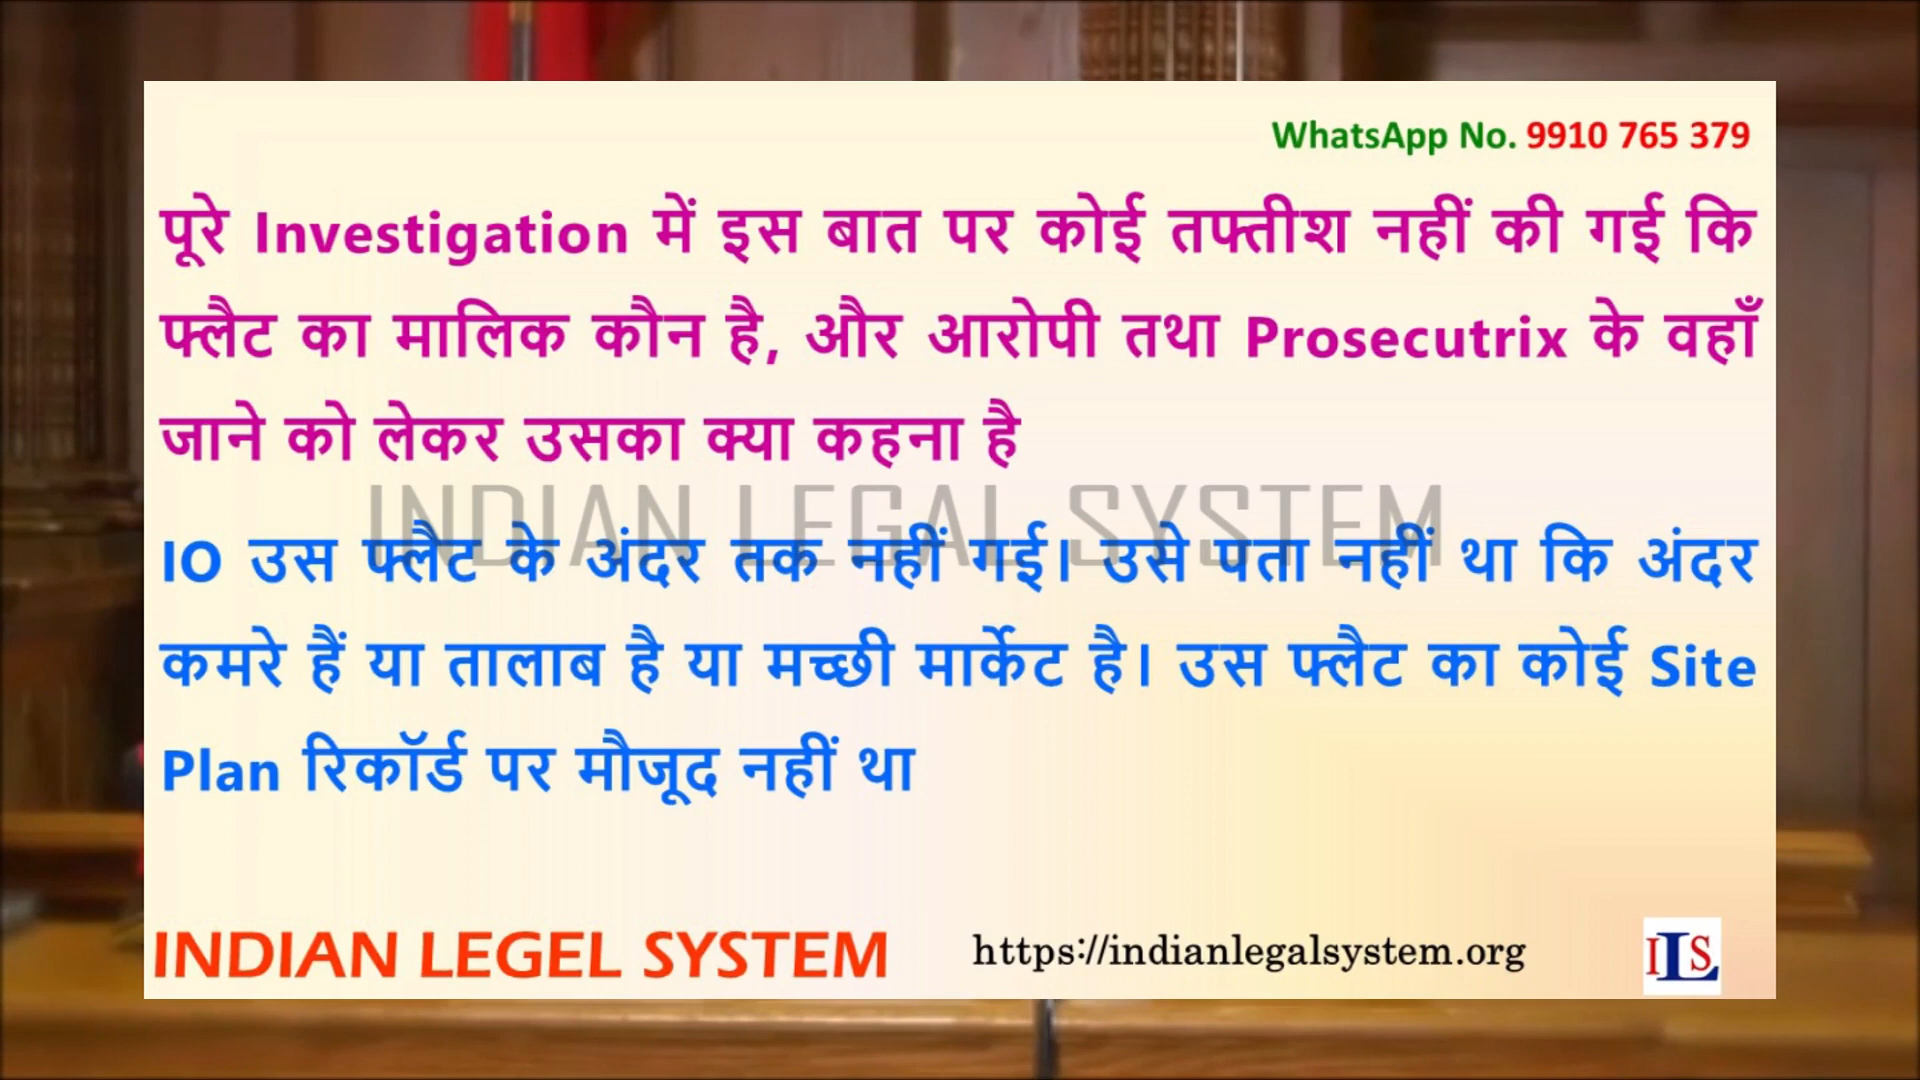 WhatsApp No. 9910 765 379
पूरे Investigation में इस बात पर कोई तफ्तीश नहीं की गई कि
फ्लैट का मालिक कौन है, और आरोपी तथा Prosecutrix के वहाँ
जाने को लेकर उसका क्या कहना है
INDIAN LEGAL SYSTEM
IO उस फ्लैट के अंदर तक नहीं गई। उसे पता नहीं था कि अंदर
कमरे हैं या तालाब है या मच्छी मार्केट है। उस फ्लैट का कोई Site
Plan रिकॉर्ड पर मौजूद नहीं था
INDIAN LEGEL SYSTEM
https://indianlegalsystem.org
ILS